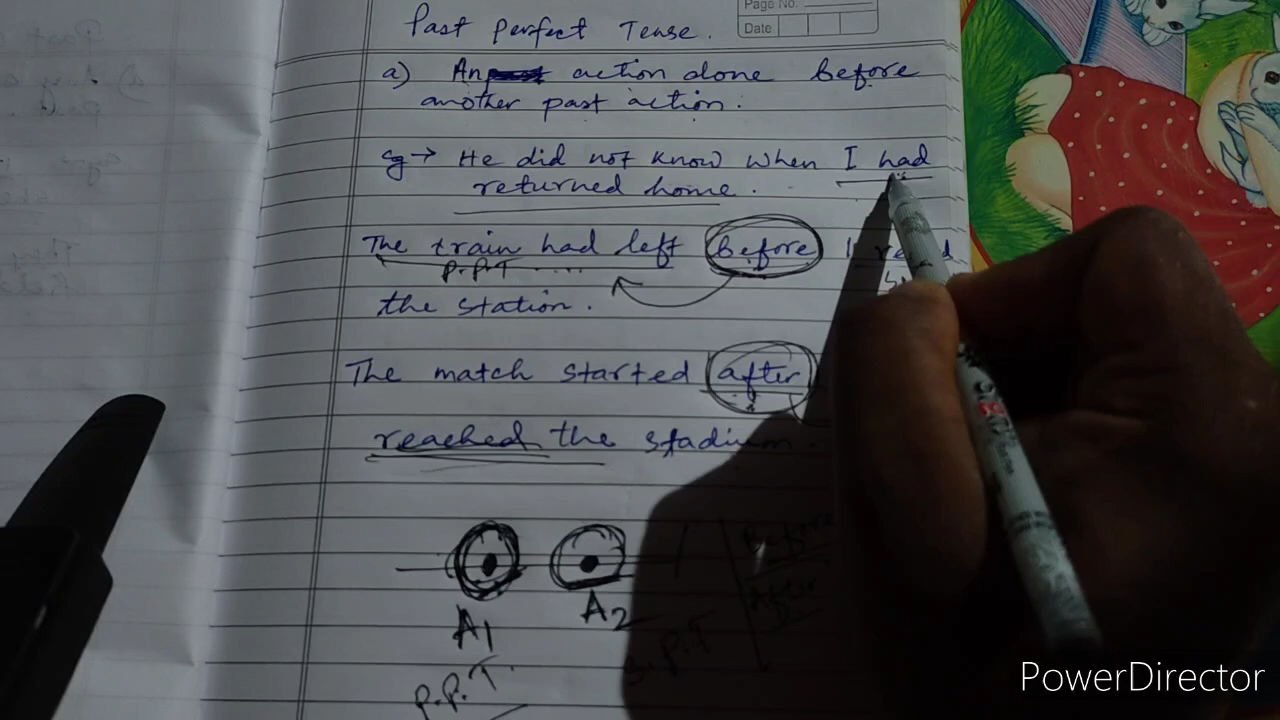 Page No.
Date
Past Perfect Tense.
a) An action done before
another past action.
eg → He did not know when I had
returned home.
The train had left before I
P.P.T
the station.
The match started after
reached the stadium.
A1 A2
P.P.T. S.P.T
Before
After
PowerDirector